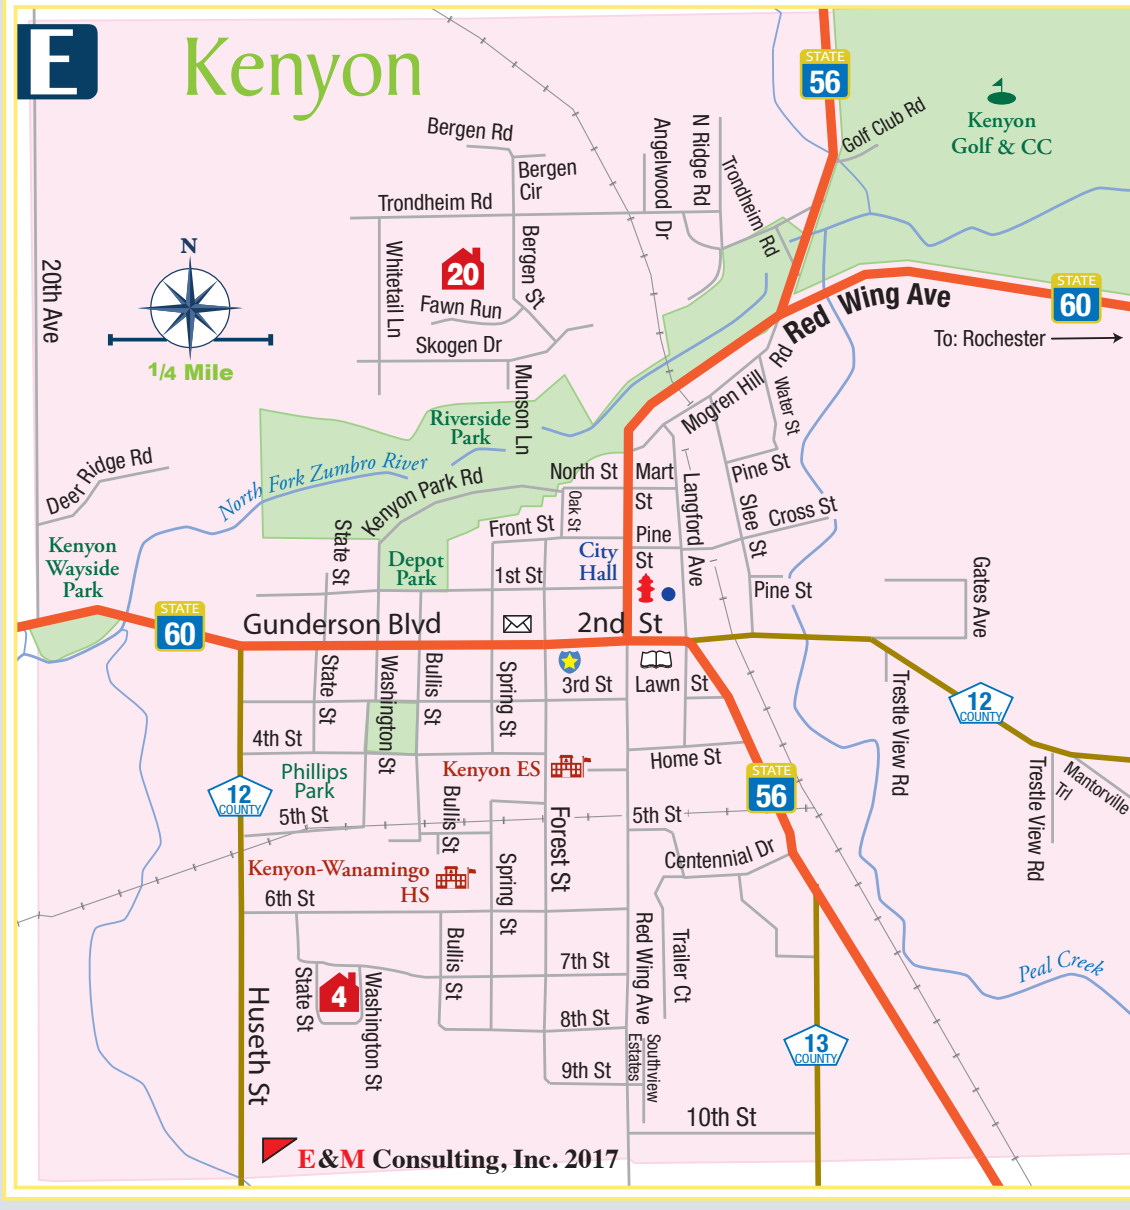 E
Kenyon
STATE
56
Golf Club Rd
Kenyon
Golf & CC
Bergen Rd
Bergen
Cir
Trondheim Rd
Angelwood Dr
N Ridge Rd
Trondheim Rd
N
1/4 Mile
20th Ave
Whitetail Ln
20
Bergen St
Fawn Run
Skogen Dr
Munson Ln
Red Wing Ave
STATE
60
To: Rochester
Mogren Hill Rd
Water St
Riverside
Park
North Fork Zumbro River
Deer Ridge Rd
Kenyon Park Rd
North St
Mart
St
Oak St
Langford Ave
Pine St
Slee St
Cross St
Front St
Pine
St
State St
Kenyon
Wayside
Park
Depot
Park
1st St
City
Hall
Pine St
Gates Ave
STATE
60
Gunderson Blvd
2nd St
State St
Washington St
Bullis St
Spring St
3rd St
Lawn St
Trestle View Rd
12
COUNTY
4th St
Phillips
Park
Kenyon ES
Home St
STATE
56
Trestle View Rd
Mantorville
Trl
12
COUNTY
5th St
Bullis St
Forest St
5th St
Centennial Dr
Kenyon-Wanamingo
HS
Spring St
6th St
Bullis St
Red Wing Ave
Trailer Ct
7th St
Peal Creek
State St
4
Washington St
Huseth St
8th St
13
COUNTY
9th St
Southview
Estates
10th St
E&M Consulting, Inc. 2017